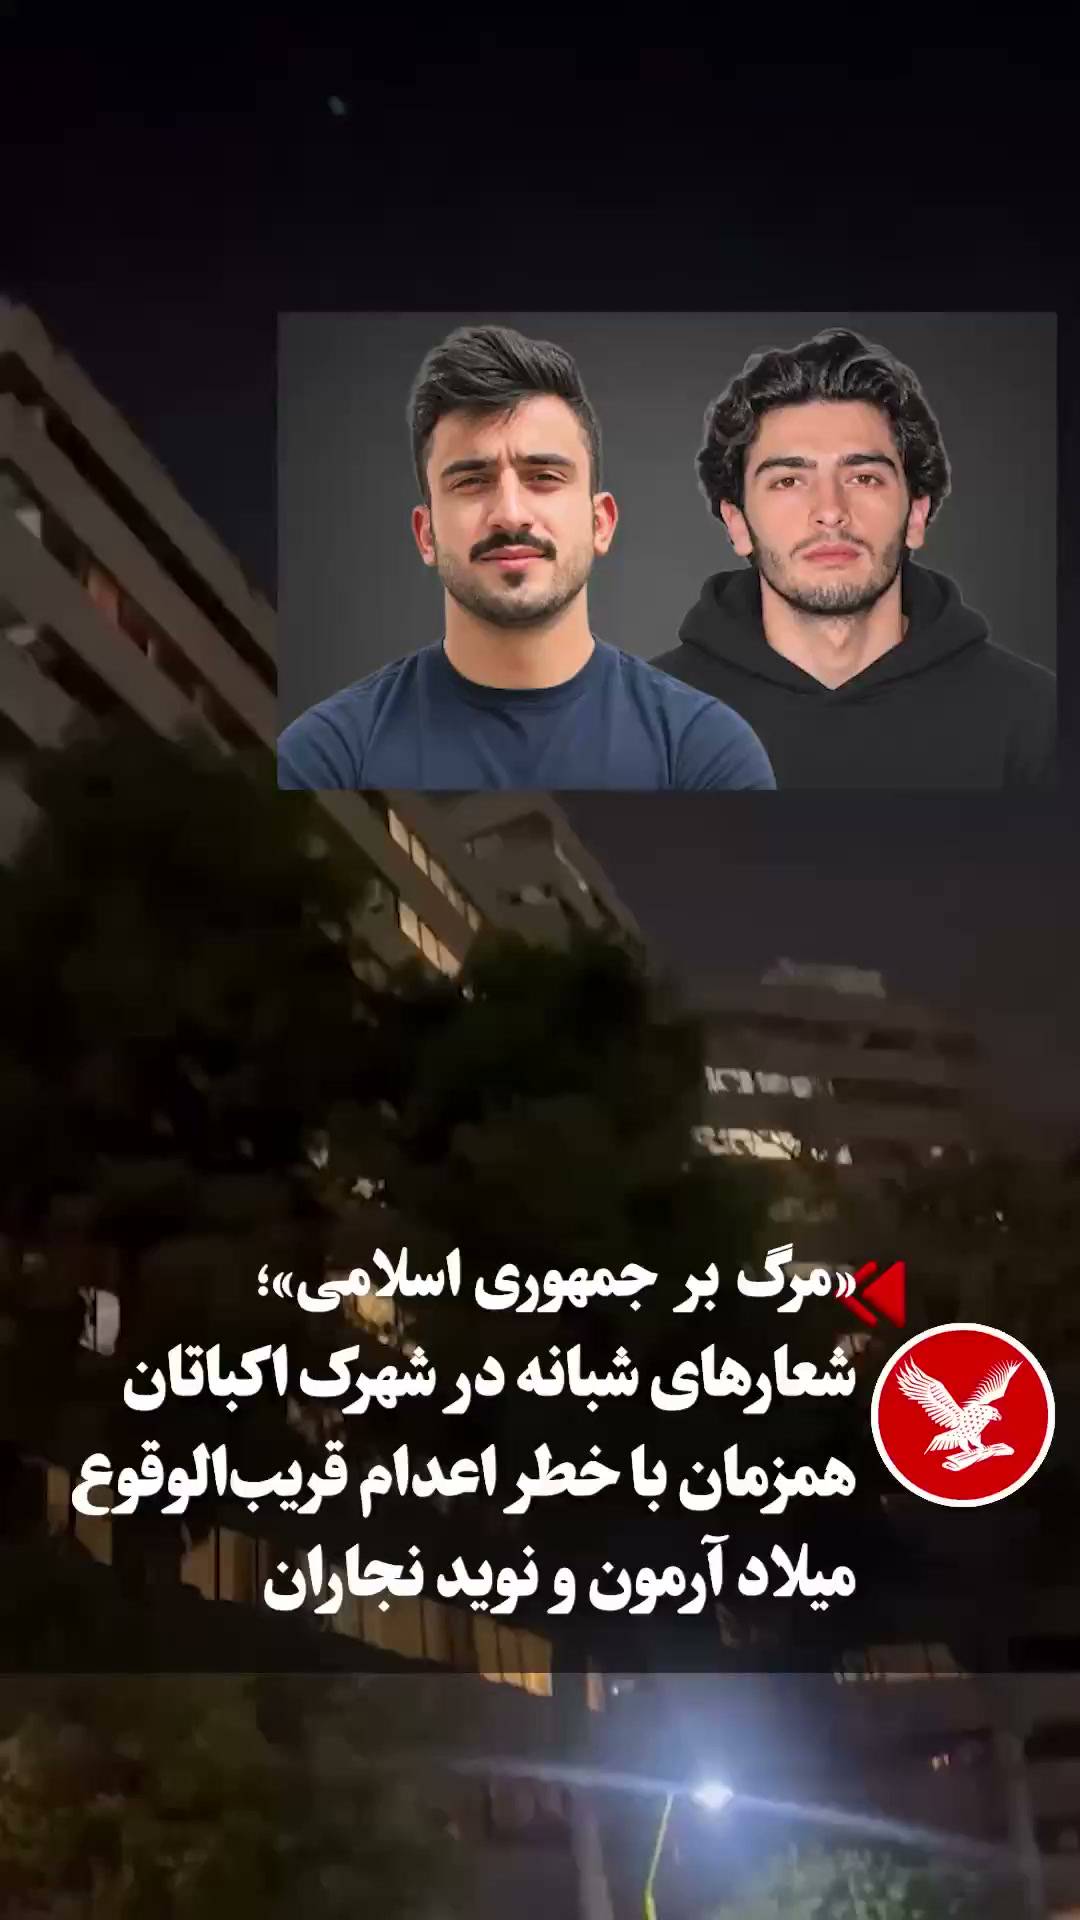 «مرگ بر جمهوری اسلامی»؛
شعارهای شبانه در شهرک اکباتان
همزمان با خطر اعدام قریب‌الوقوع
میلاد آرمون و نوید نجاران